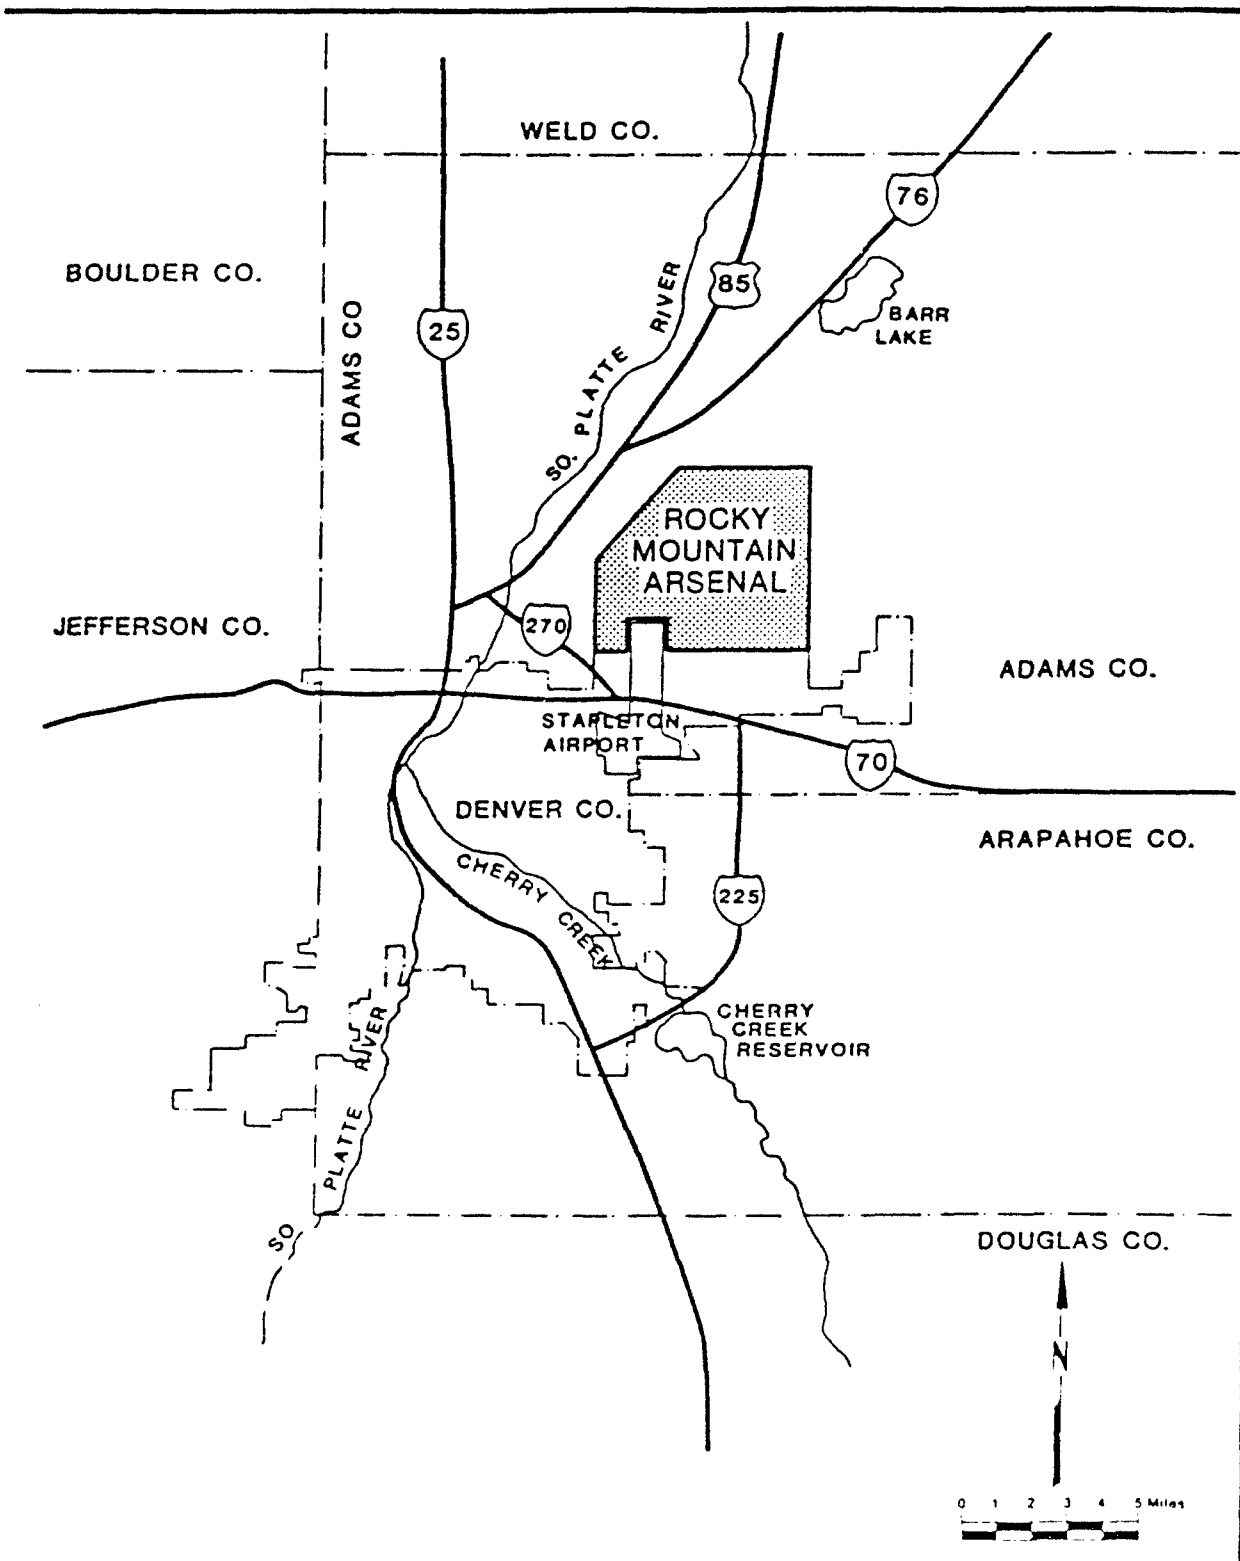 WELD CO.
76
BOULDER CO.
85
SO. PLATTE RIVER
BARR
LAKE
25
ADAMS CO
ROCKY
MOUNTAIN
ARSENAL
270
JEFFERSON CO.
ADAMS CO.
STAPLETON
AIRPORT
70
DENVER CO.
ARAPAHOE CO.
CHERRY CREEK
225
CHERRY
CREEK
RESERVOIR
SO PLATTE RIVER
DOUGLAS CO.
N
0 1 2 3 4 5 Miles